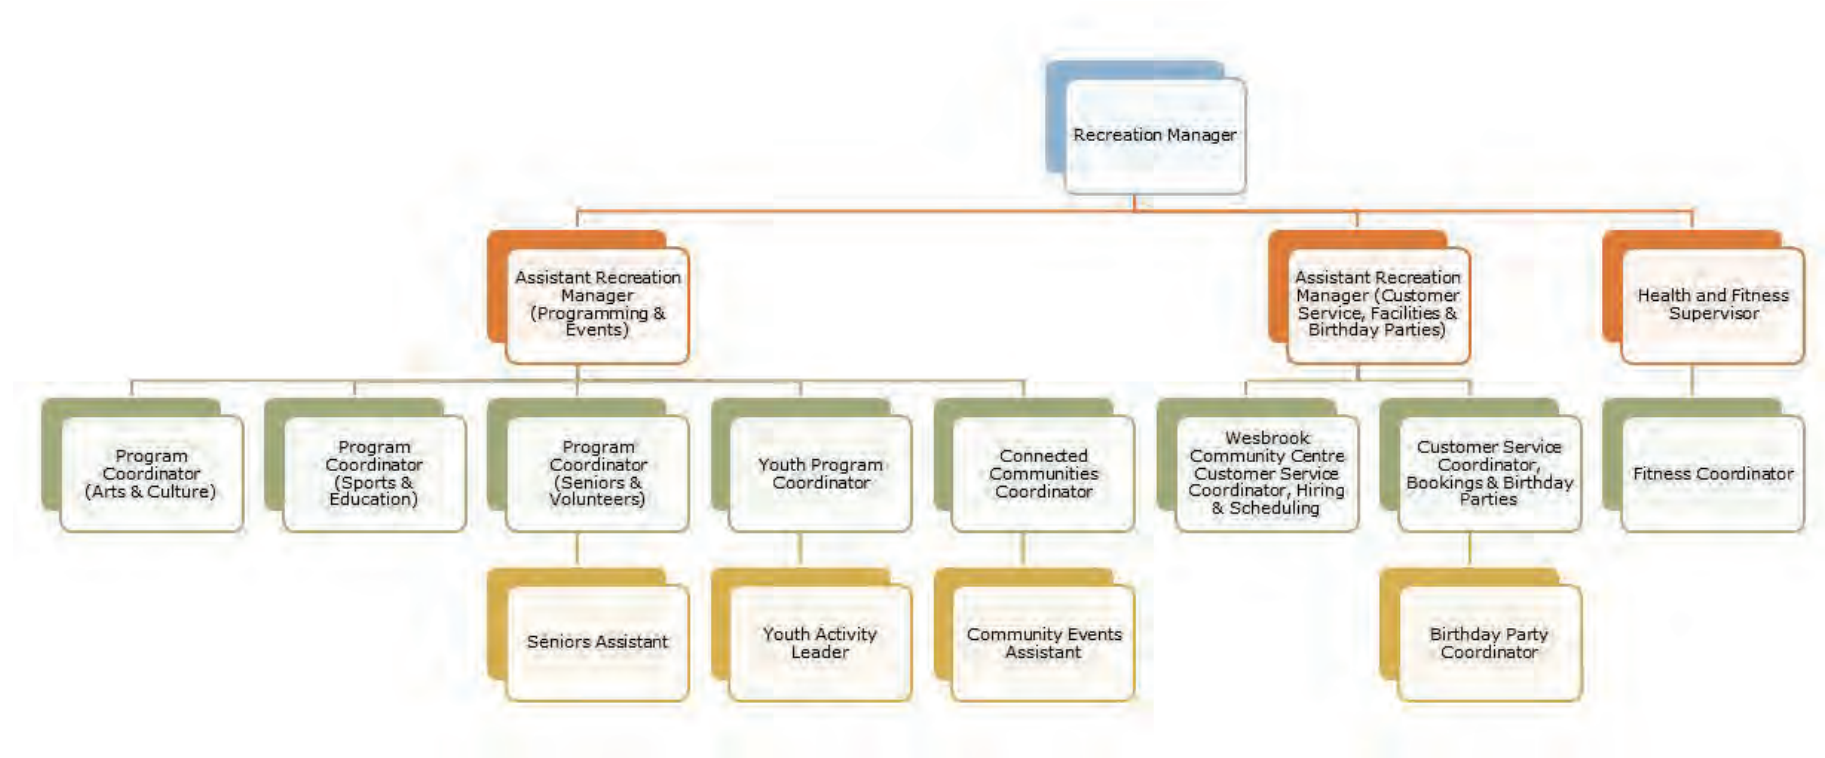 Recreation Manager
Assistant Recreation
Manager
(Programming &
Events)
Assistant Recreation
Manager (Customer
Service, Facilities &
Birthday Parties)
Health and Fitness
Supervisor
Program
Coordinator
(Arts & Culture)
Program
Coordinator
(Sports &
Education)
Program
Coordinator
(Seniors &
Volunteers)
Youth Program
Coordinator
Connected
Communities
Coordinator
Wesbrook
Community Centre
Customer Service
Coordinator, Hiring
& Scheduling
Customer Service
Coordinator,
Bookings & Birthday
Parties
Fitness Coordinator
Seniors Assistant
Youth Activity
Leader
Community Events
Assistant
Birthday Party
Coordinator